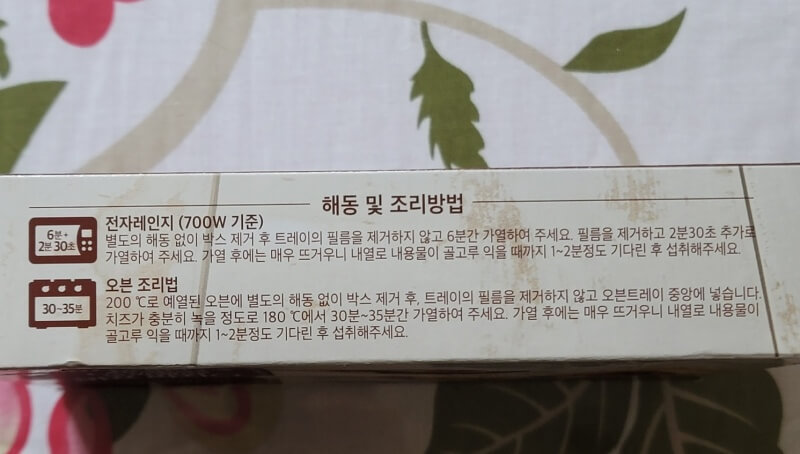 해동 및 조리방법
6분+
2분 30초
전자레인지 (700W 기준)
별도의 해동 없이 박스 제거 후 트레이의 필름을 제거하지 않고 6분간 가열하여 주세요. 필름을 제거하고 2분30초 추가로
가열하여 주세요. 가열 후에는 매우 뜨거우니 내열로 내용물이 골고루 익을 때까지 1~2분정도 기다린 후 섭취해주세요.
30~35분
오븐 조리법
200 ℃로 예열된 오븐에 별도의 해동 없이 박스 제거 후, 트레이의 필름을 제거하지 않고 오븐트레이 중앙에 넣습니다.
치즈가 충분히 녹을 정도로 180 ℃에서 30분~35분간 가열하여 주세요. 가열 후에는 매우 뜨거우니 내열로 내용물이
골고루 익을 때까지 1~2분정도 기다린 후 섭취해주세요.